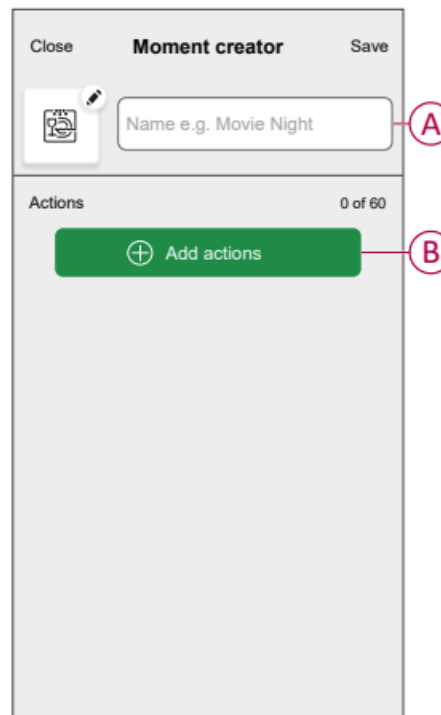 Close Moment creator Save
Name e.g. Movie Night
A
Actions 0 of 60
Add actions
B